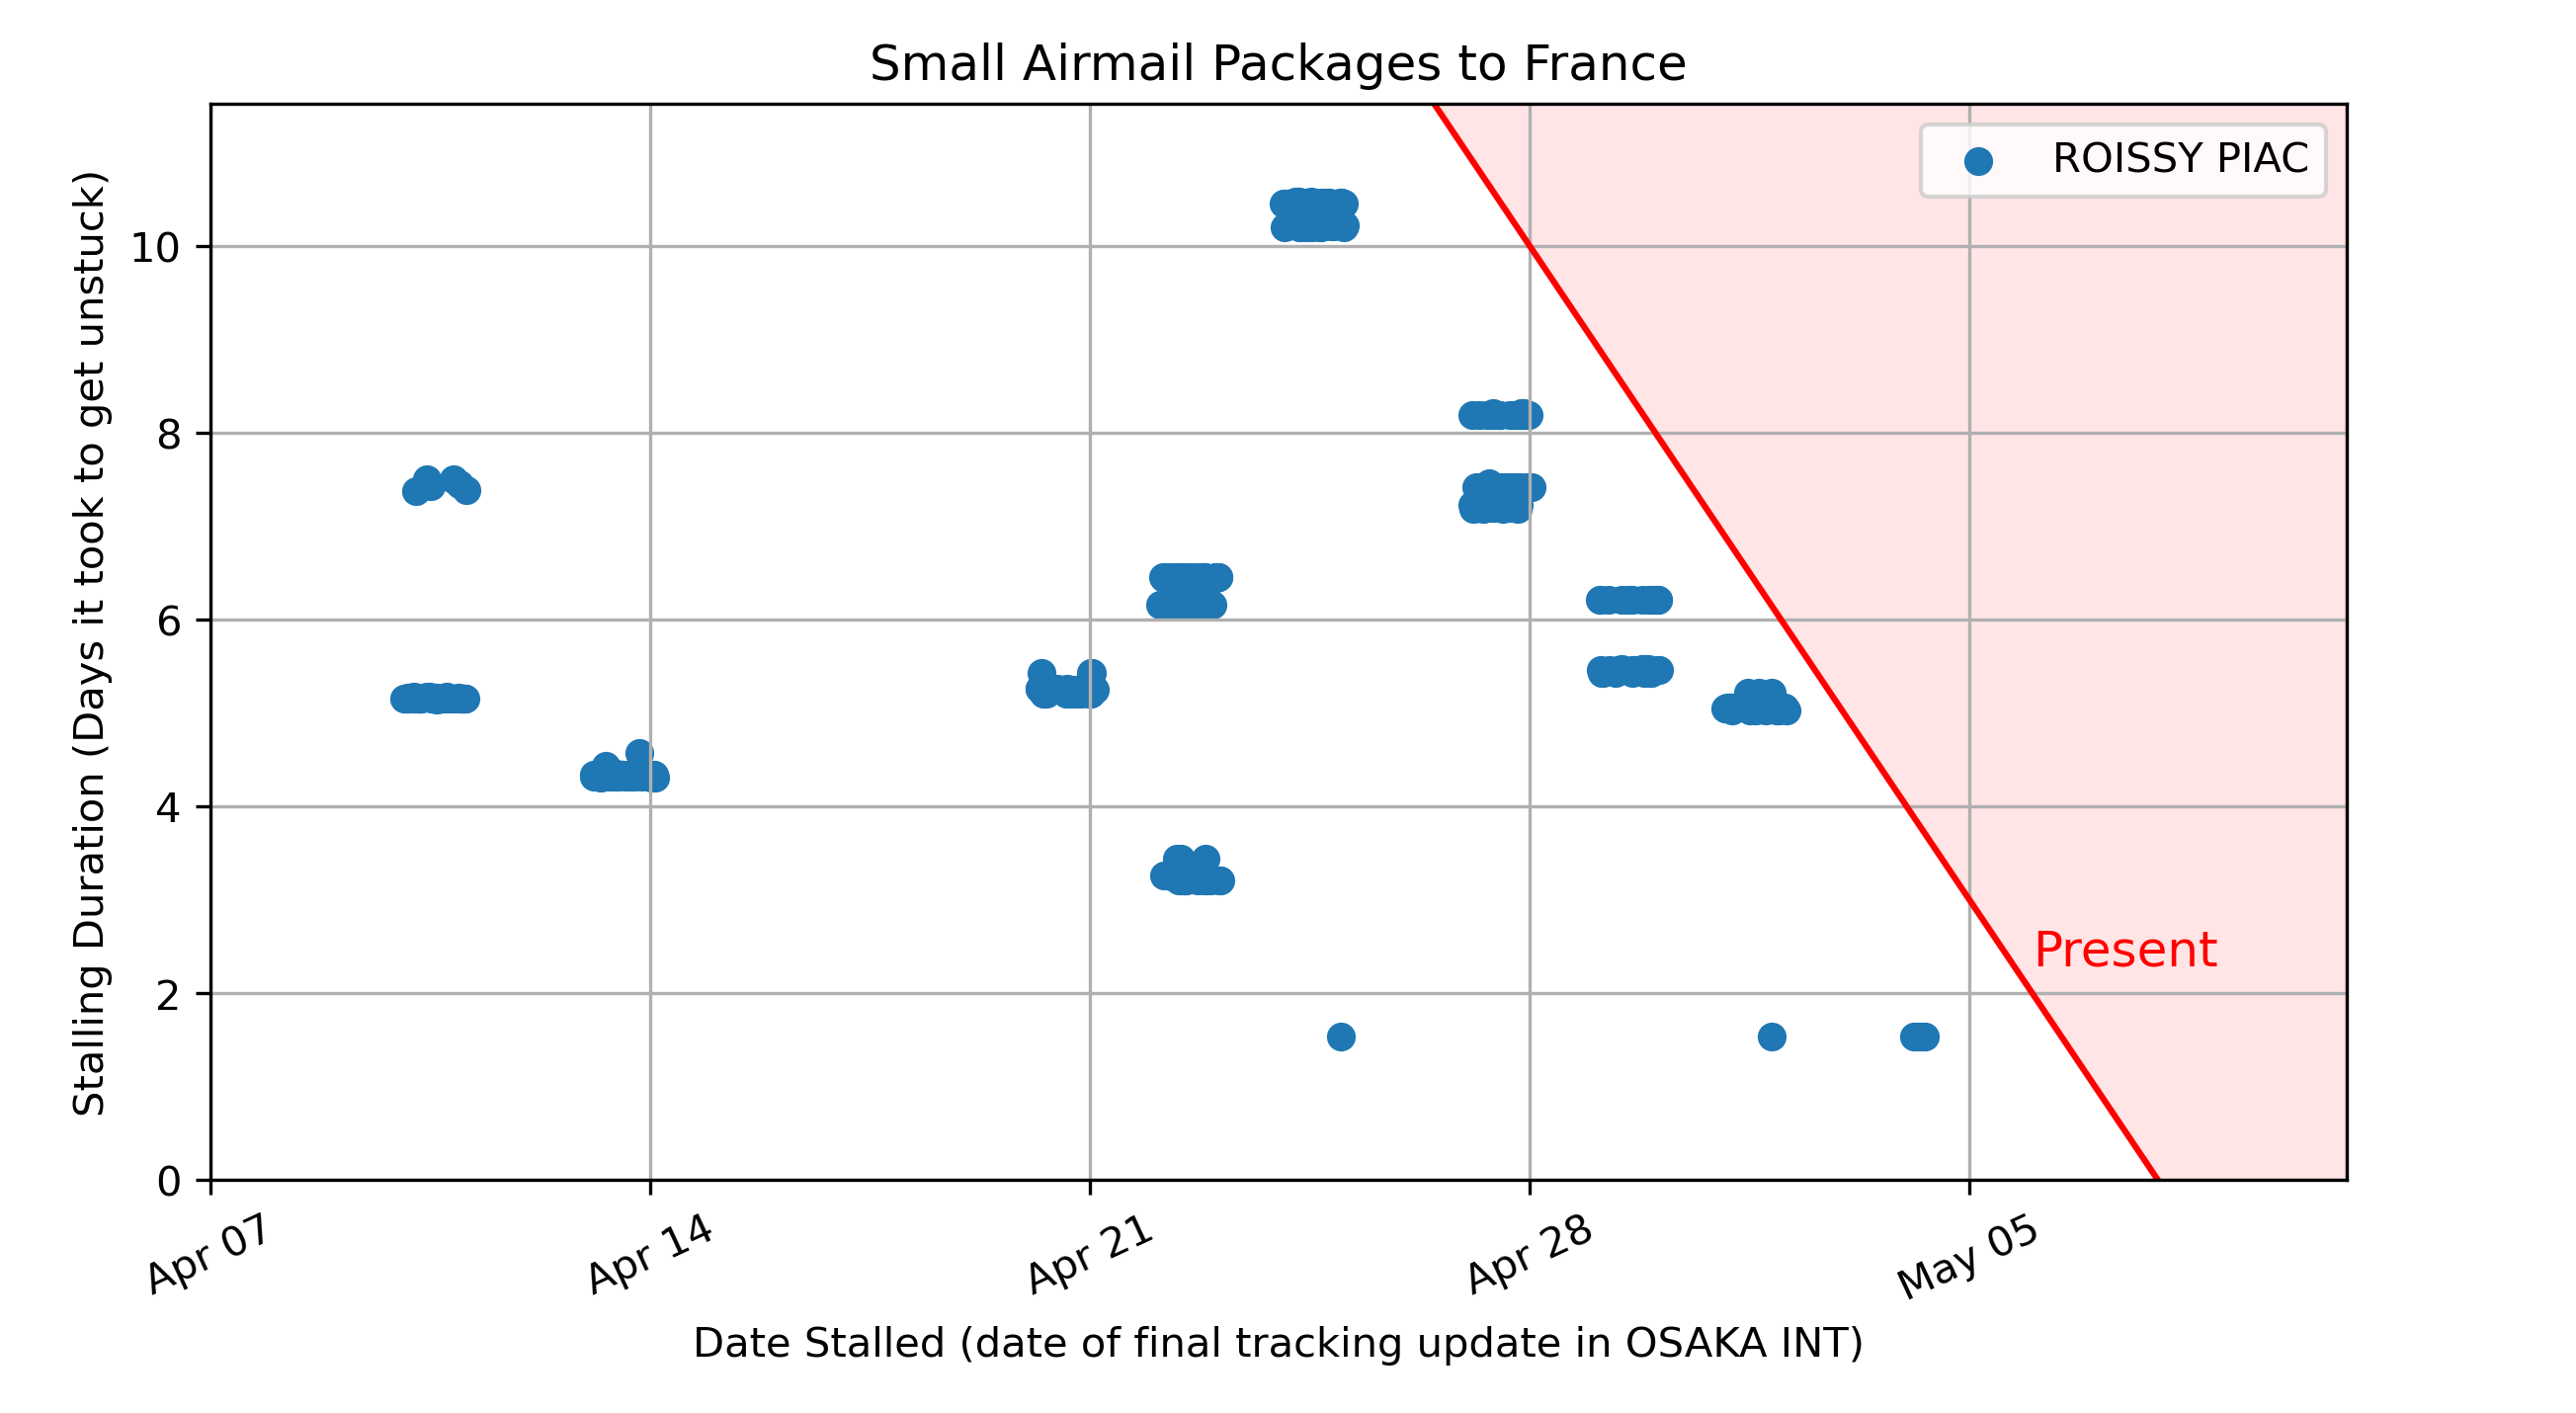 Small Airmail Packages to France
ROISSY PIAC
Stalling Duration (Days it took to get unstuck)
10
8
6
4
2
0
Present
Apr 07
Apr 14
Apr 21
Apr 28
May 05
Date Stalled (date of final tracking update in OSAKA INT)